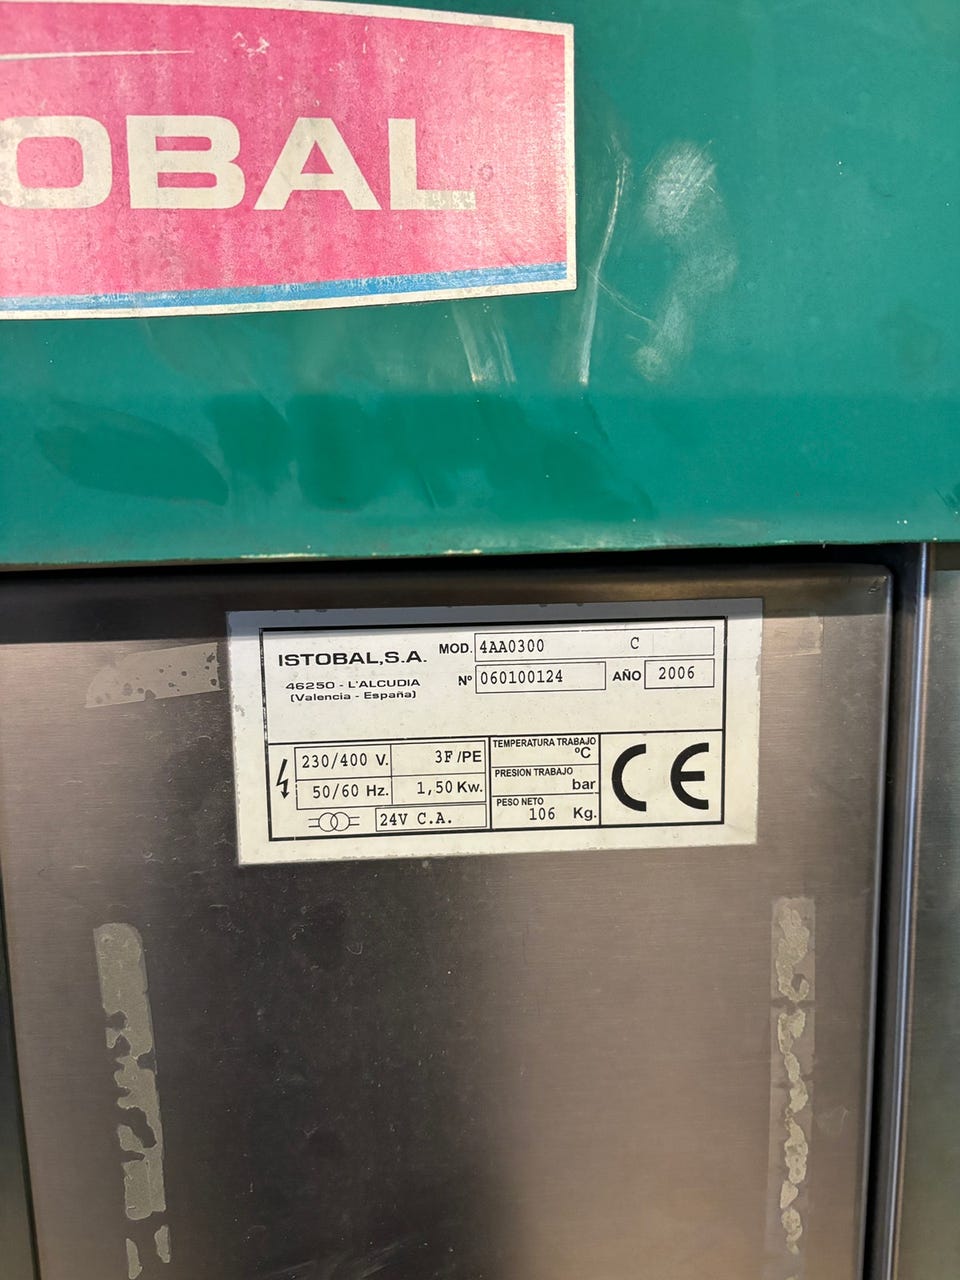 OBAL
ISTOBAL,S.A.
46250 - L'ALCUDIA
(Valencia - España)
MOD. 4AA0300 C
Nº 060100124 AÑO 2006
230/400 V. 3F/PE
50/60 Hz. 1,50 Kw.
24V C.A.
TEMPERATURA TRABAJO
ºC
PRESION TRABAJO
bar
PESO NETO
106 Kg.
CE